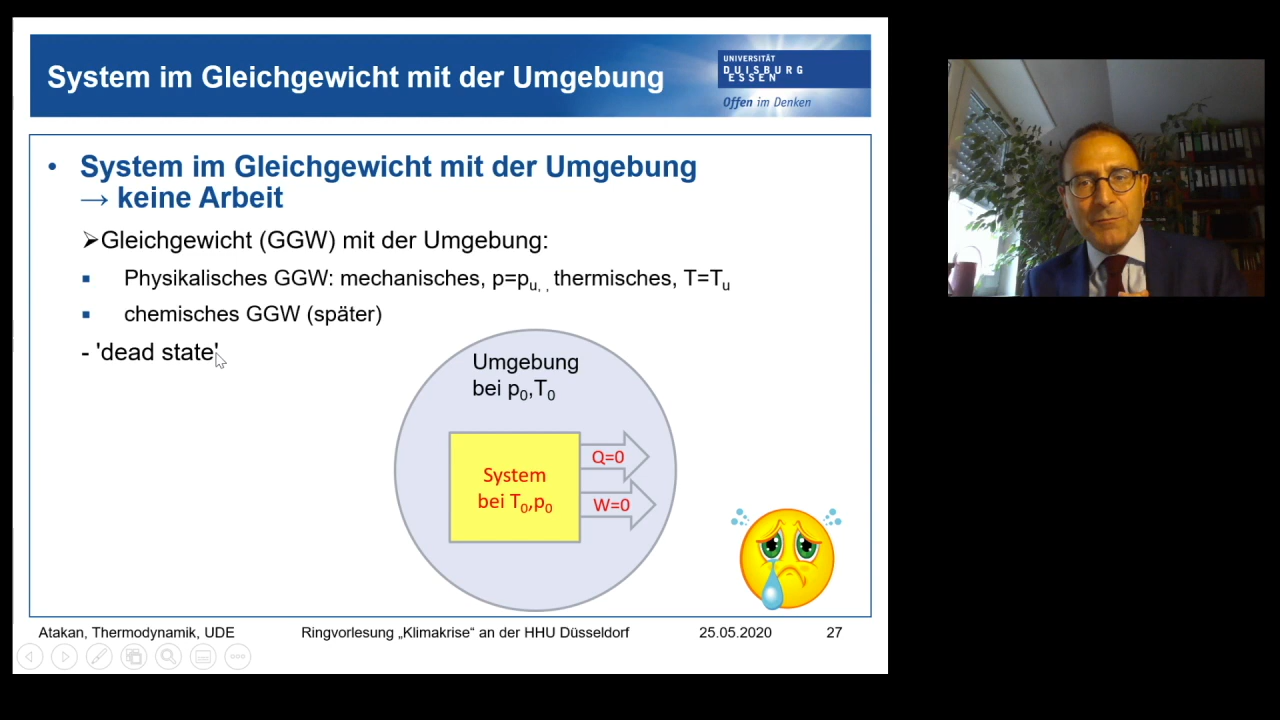 System im Gleichgewicht mit der Umgebung
UNIVERSITÄT
DUISBURG
ESSEN
Offen im Denken
• System im Gleichgewicht mit der Umgebung
→ keine Arbeit
➢Gleichgewicht (GGW) mit der Umgebung:
▪ Physikalisches GGW: mechanisches, p=pu, , thermisches, T=Tu
▪ chemisches GGW (später)
- 'dead state'
Umgebung
bei p0,T0
System
bei T0,p0
Q=0
W=0
Atakan, Thermodynamik, UDE
Ringvorlesung „Klimakrise“ an der HHU Düsseldorf
25.05.2020
27